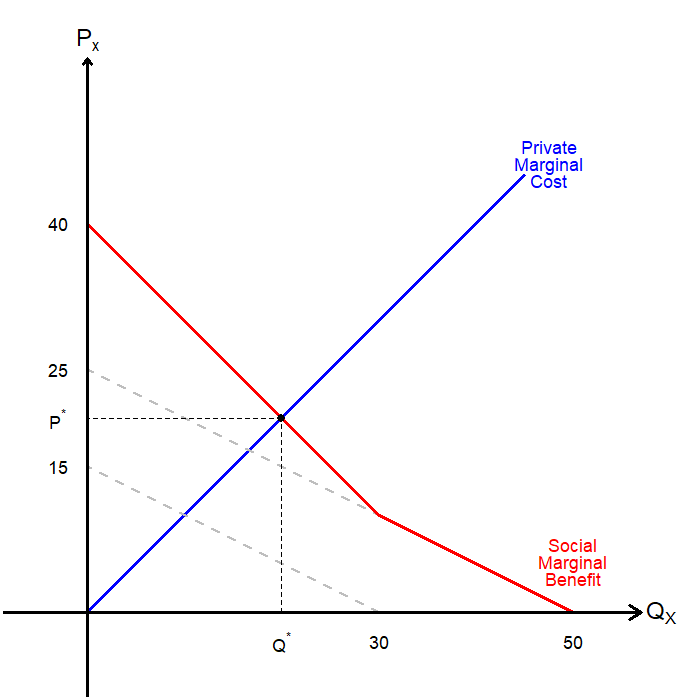 Px
Private
Marginal
Cost
40
25
P*
15
Social
Marginal
Benefit
QX
Q*
30
50